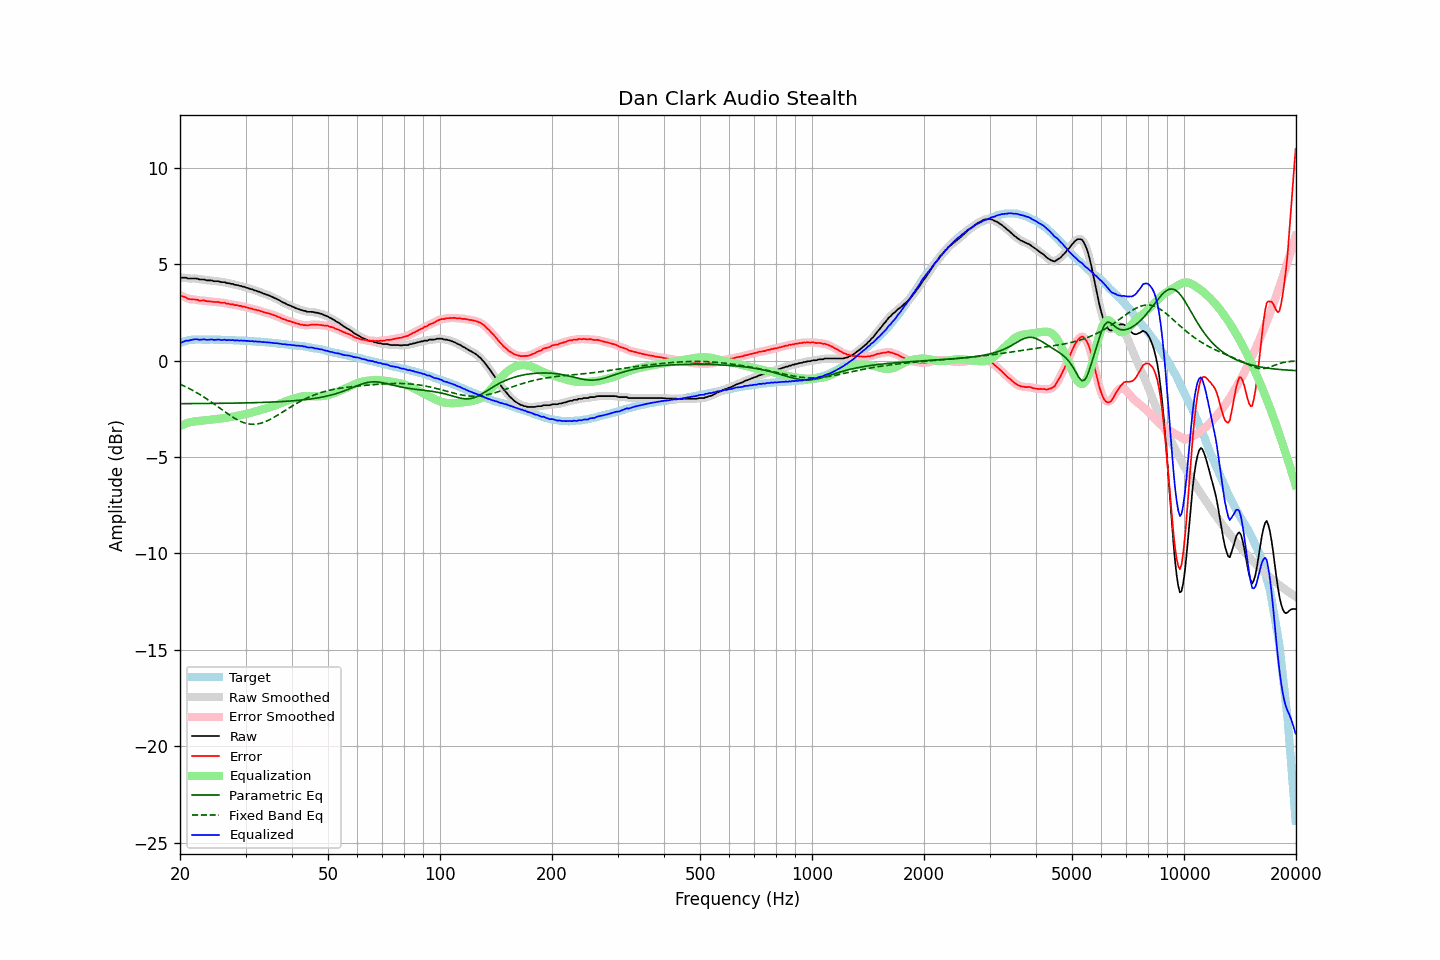 Dan Clark Audio Stealth
10
5
0
−5
−10
−15
−20
−25
Amplitude (dBr)
Target
Raw Smoothed
Error Smoothed
Raw
Error
Equalization
Parametric Eq
Fixed Band Eq
Equalized
20 50 100 200 500 1000 2000 5000 10000 20000
Frequency (Hz)